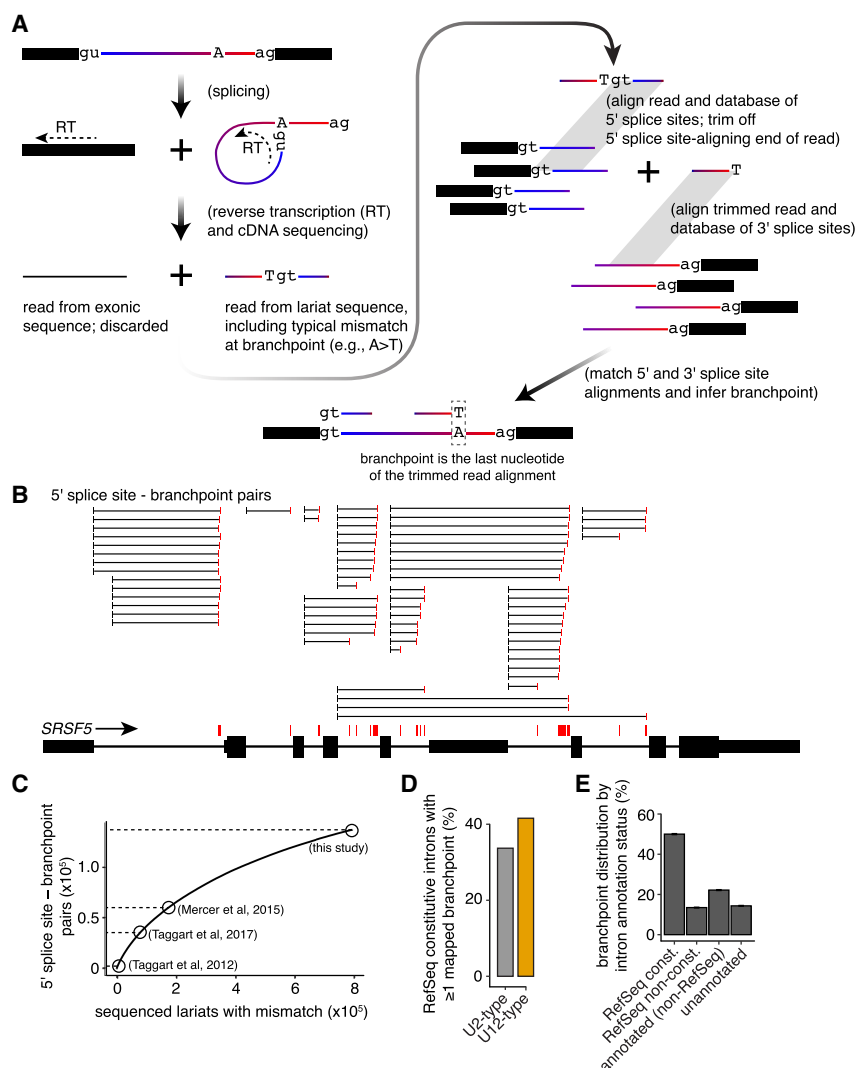 A
gu A ag
(splicing)
RT
+
A
ag
gu
RT
(reverse transcription (RT)
and cDNA sequencing)
+
Tgt
read from exonic
sequence; discarded
read from lariat sequence,
including typical mismatch
at branchpoint (e.g., A>T)
Tgt
(align read and database of
5' splice sites; trim off
5' splice site-aligning end of read)
gt
gt
gt
gt
+
T
(align trimmed read and
database of 3' splice sites)
ag
ag
ag
ag
(match 5' and 3' splice site
alignments and infer branchpoint)
gt T
gt A ag
branchpoint is the last nucleotide
of the trimmed read alignment
B
5' splice site - branchpoint pairs
SRSF5
C
5' splice site – branchpoint
pairs (x10⁵)
1.0
0.5
0
(this study)
(Mercer et al, 2015)
(Taggart et al, 2017)
(Taggart et al, 2012)
0 2 4 6 8
sequenced lariats with mismatch (x10⁵)
D
RefSeq constitutive introns with
≥1 mapped branchpoint (%)
40
20
0
U2-type
U12-type
E
branchpoint distribution by
intron annotation status (%)
60
40
20
0
RefSeq const.
RefSeq non-const.
annotated (non-RefSeq)
unannotated